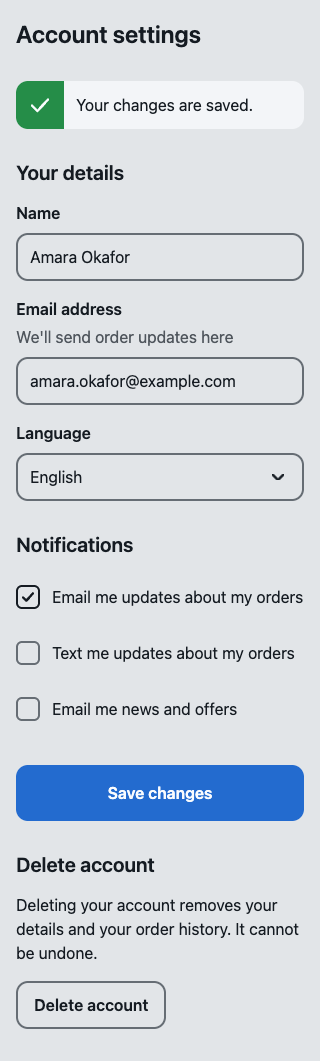 Account settings
Your changes are saved.
Your details
Name
Amara Okafor
Email address
We'll send order updates here
amara.okafor@example.com
Language
English
Notifications
Email me updates about my orders
Text me updates about my orders
Email me news and offers
Save changes
Delete account
Deleting your account removes your
details and your order history. It cannot
be undone.
Delete account